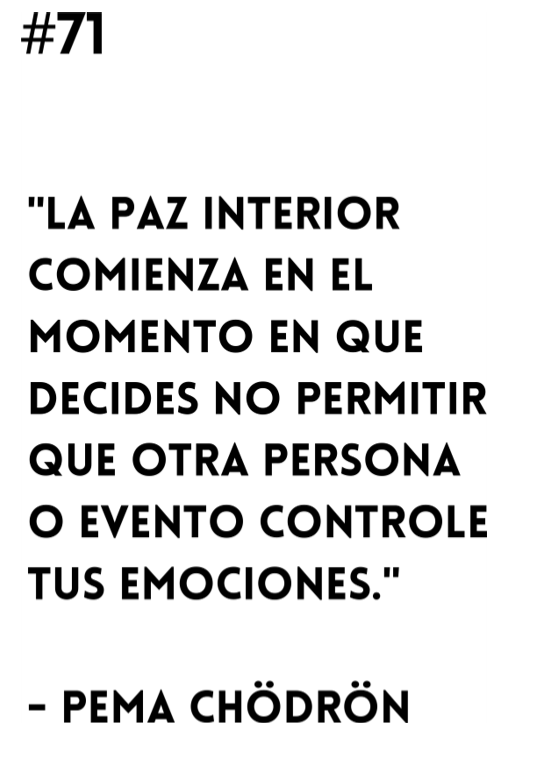 #71
"LA PAZ INTERIOR
COMIENZA EN EL
MOMENTO EN QUE
DECIDES NO PERMITIR
QUE OTRA PERSONA
O EVENTO CONTROLE
TUS EMOCIONES."
- PEMA CHÖDRÖN